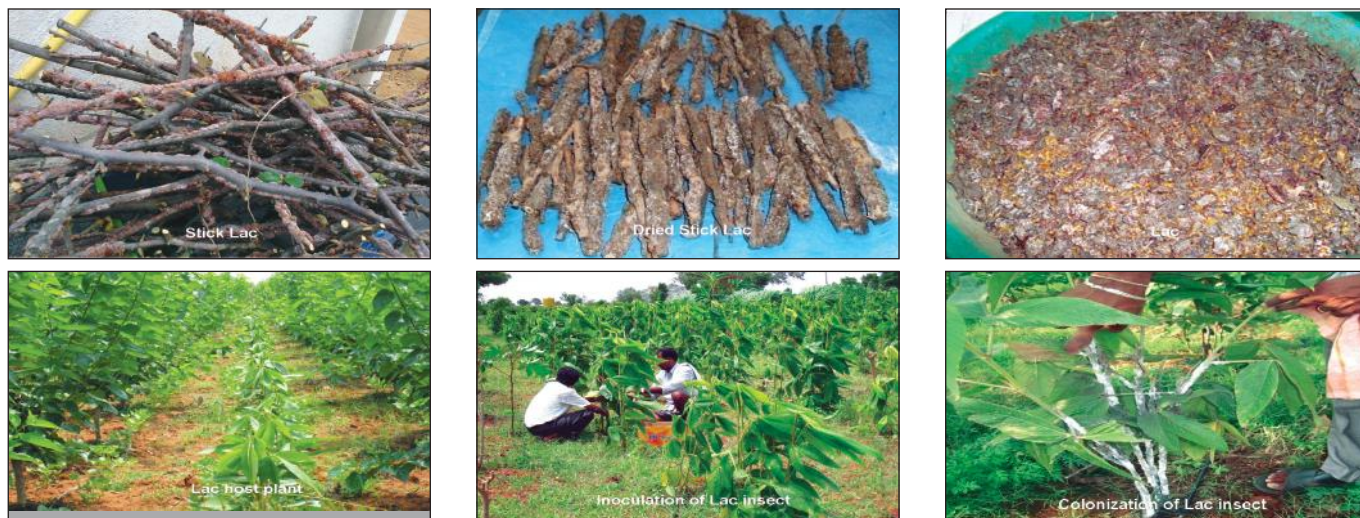 Stick Lac
Dried Stick Lac
Lac
Lac host plant
Inoculation of Lac insect
Colonization of Lac insect